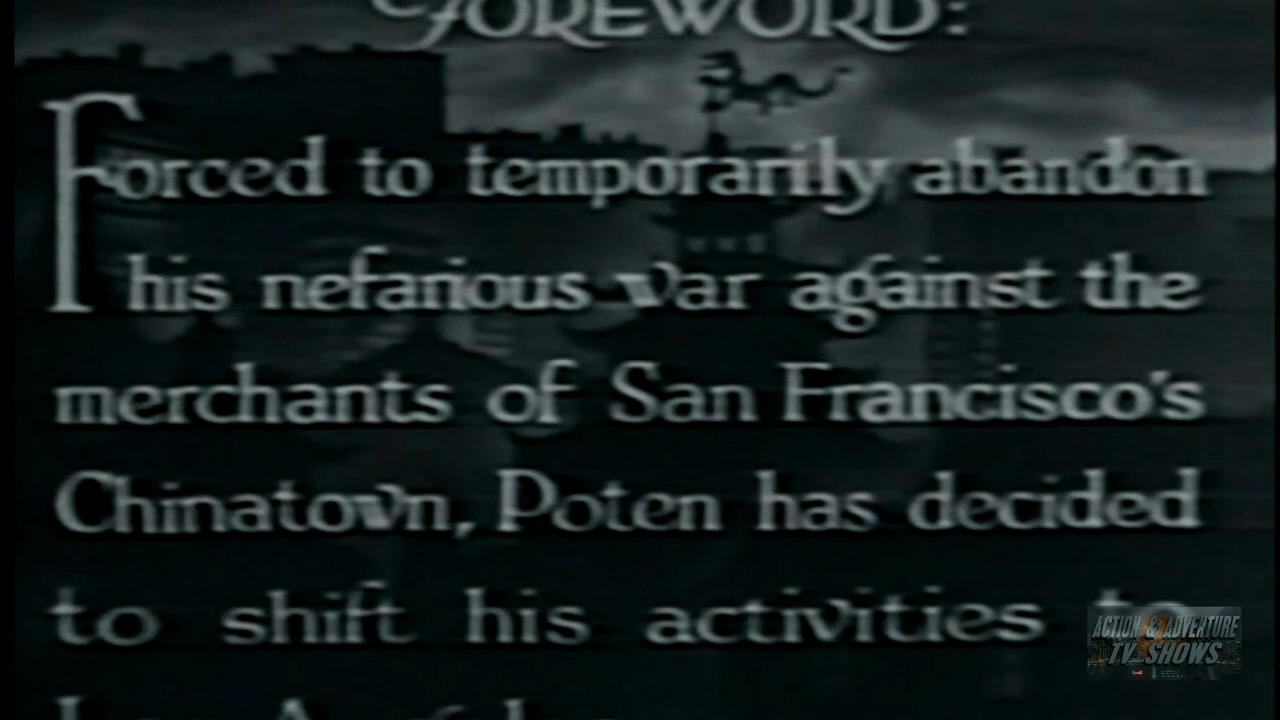 FOREWORD:
Forced to temporarily abandon
his nefarious war against the
merchants of San Francisco's
Chinatown, Poten has decided
to shift his activities to
ACTION & ADVENTURE
TV SHOWS